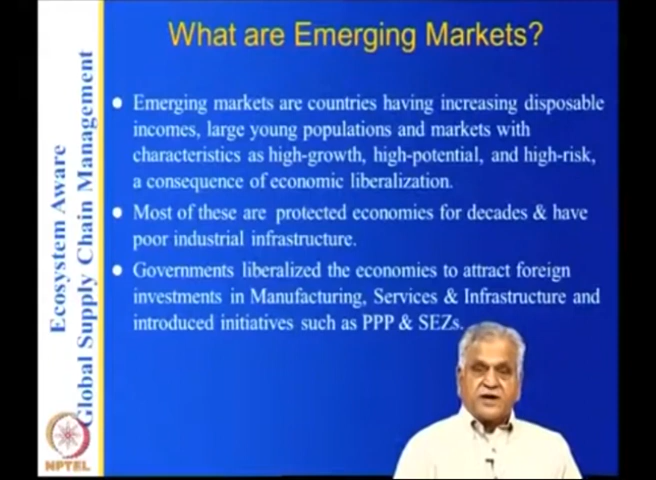 What are Emerging Markets?
Emerging markets are countries having increasing disposable
incomes, large young populations and markets with
characteristics as high-growth, high-potential, and high-risk,
a consequence of economic liberalization.
Most of these are protected economies for decades & have
poor industrial infrastructure.
Governments liberalized the economies to attract foreign
investments in Manufacturing, Services & Infrastructure and
introduced initiatives such as PPP & SEZs.
Ecosystem Aware
Global Supply Chain Management
NPTEL